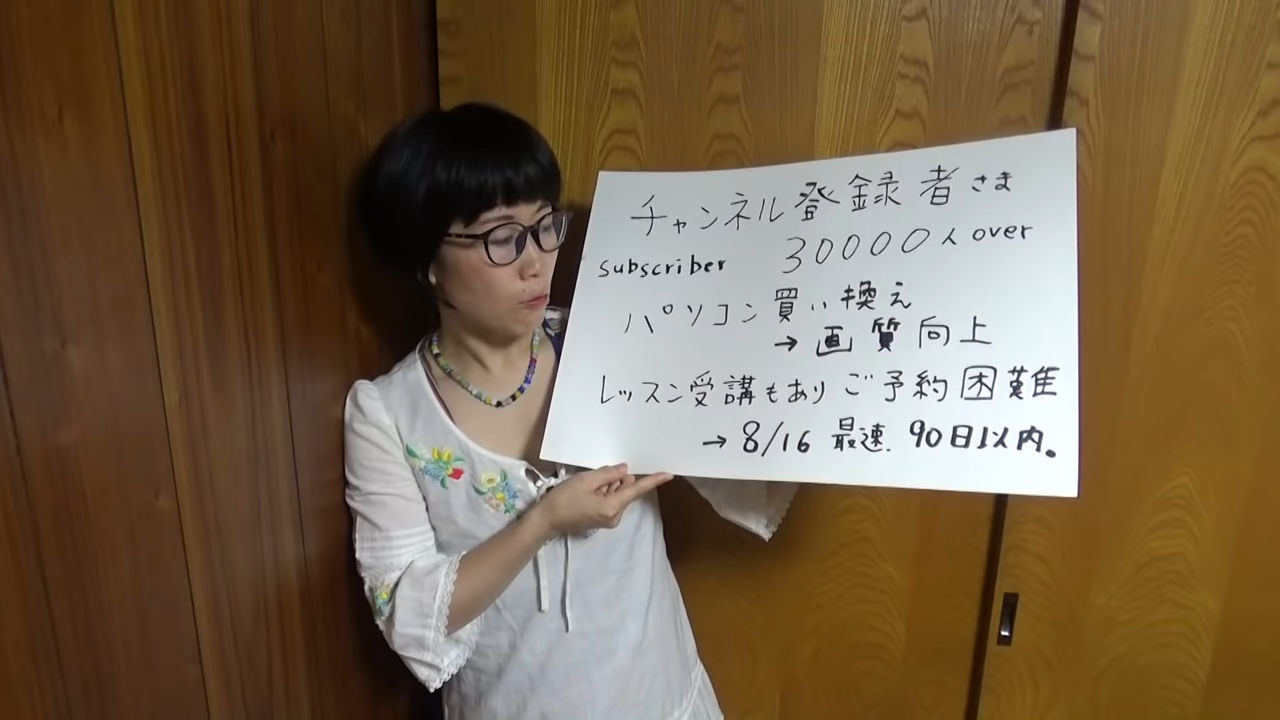 チャンネル登録者さま
subscriber 30000人over
パソコン買い換え
→画質向上
レッスン受講もありご予約困難
→8/16 最速 90日以内。